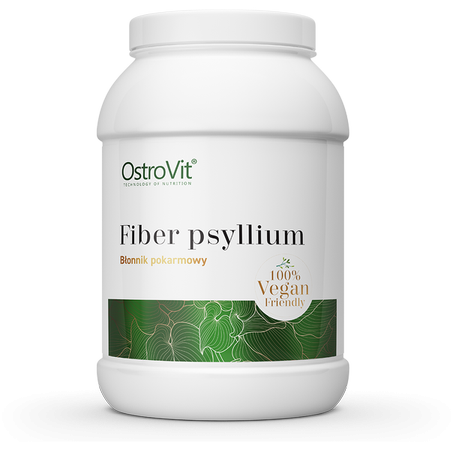 OstroVit®
TECHNOLOGY OF NUTRITION
Fiber psyllium
Błonnik pokarmowy
100%
Vegan
Friendly